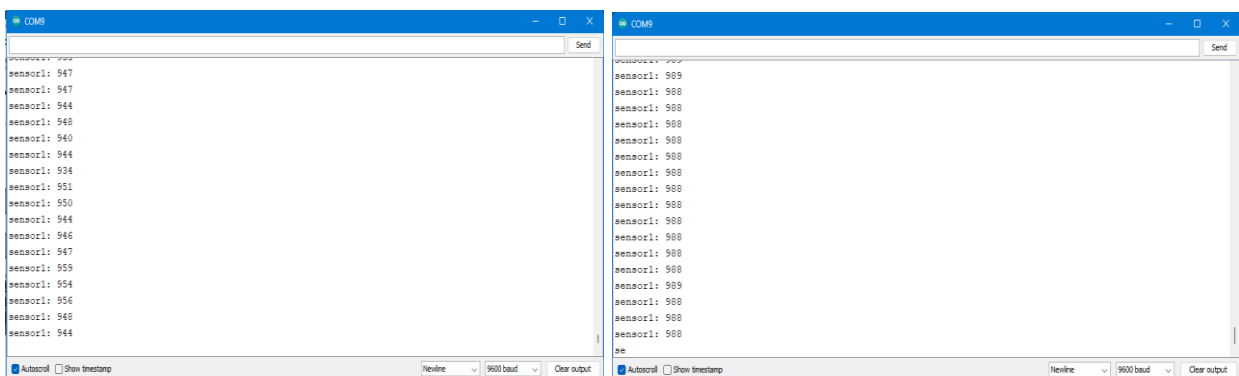 COM9
Send
sensor1: 947
sensor1: 947
sensor1: 944
sensor1: 948
sensor1: 940
sensor1: 944
sensor1: 934
sensor1: 951
sensor1: 950
sensor1: 944
sensor1: 946
sensor1: 947
sensor1: 959
sensor1: 954
sensor1: 956
sensor1: 948
sensor1: 944
Autoscroll Show timestamp Newline 9600 baud Clear output
COM9
Send
sensor1: 989
sensor1: 989
sensor1: 988
sensor1: 988
sensor1: 988
sensor1: 988
sensor1: 988
sensor1: 988
sensor1: 988
sensor1: 988
sensor1: 988
sensor1: 988
sensor1: 988
sensor1: 988
sensor1: 989
sensor1: 988
sensor1: 988
sensor1: 988
se
Autoscroll Show timestamp Newline 9600 baud Clear output